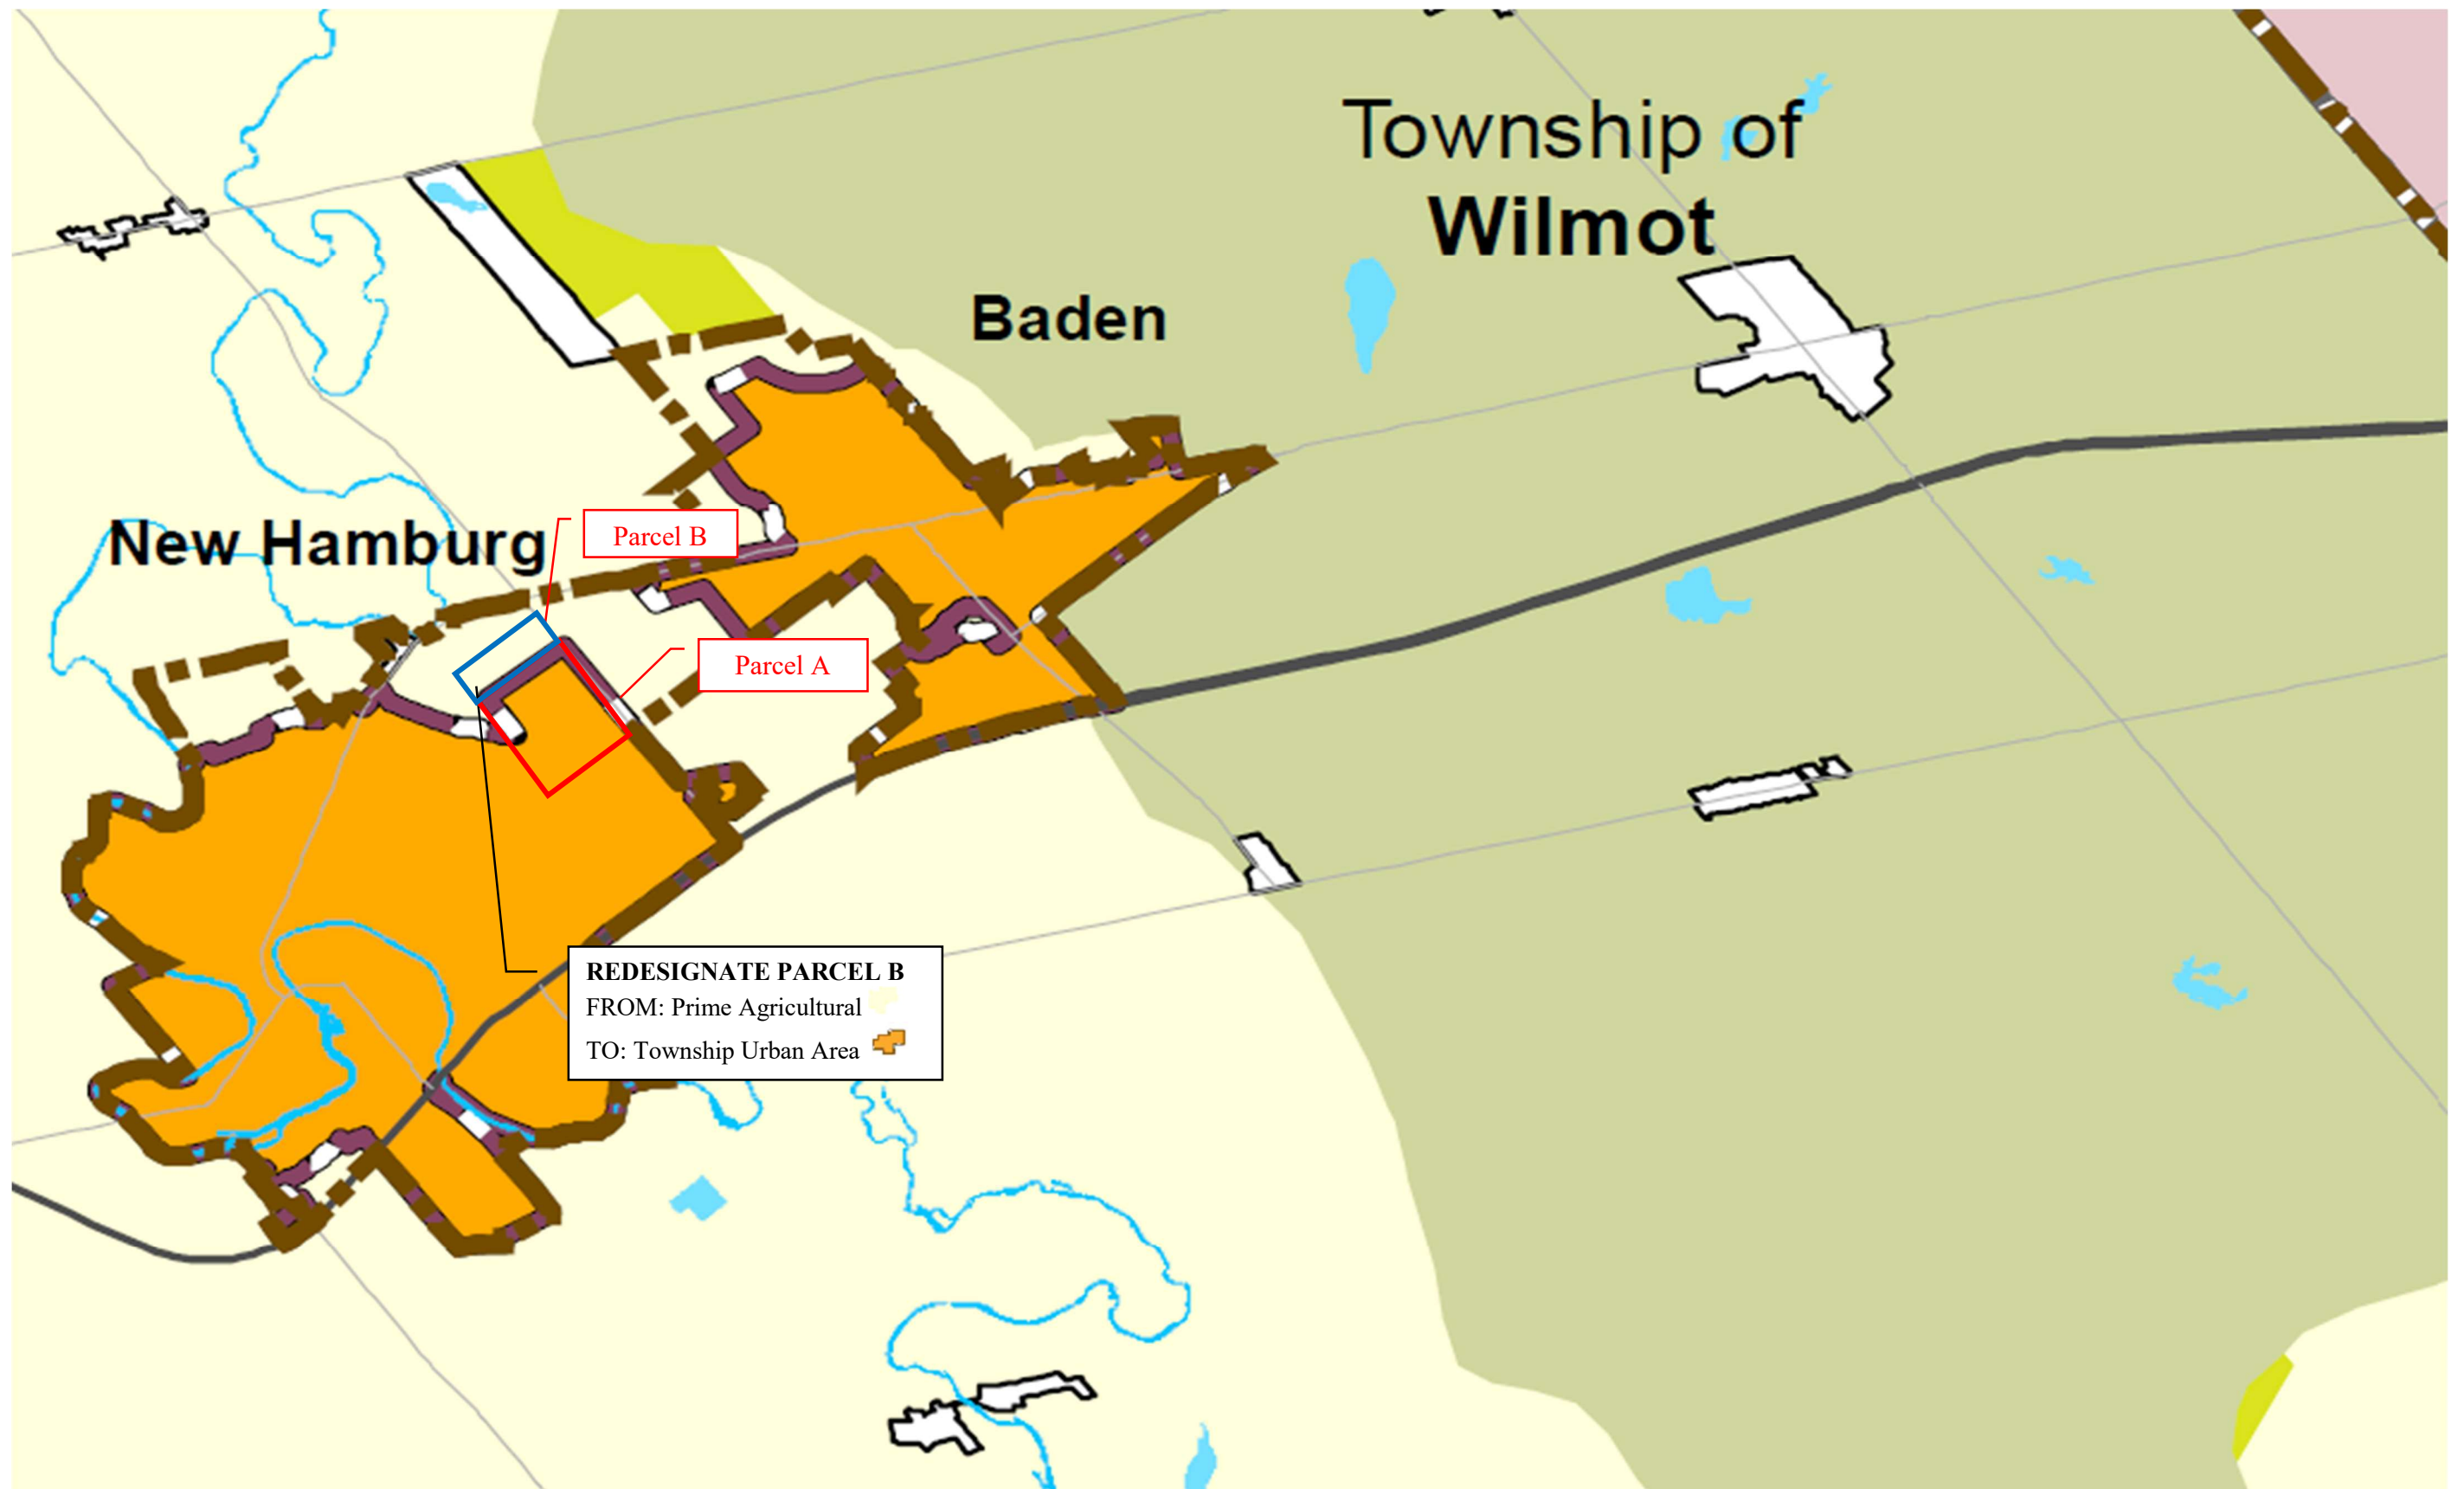 Township of
Wilmot
Baden
New Hamburg
Parcel B
Parcel A
REDESIGNATE PARCEL B
FROM: Prime Agricultural
TO: Township Urban Area